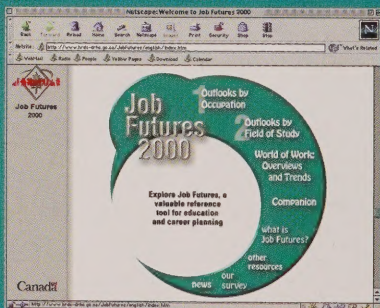 Netscape: Welcome to Job Futures 2000
Back
Reload
Home
Search
Netscape
Print
Security
Shop
Stop
What's Related
WebMail
Radio
People
Yellow Pages
Download
Calendar
Job Futures
2000
Job
Futures
2000
1 Outlooks by
Occupation
2 Outlooks by
Field of Study
World of Work:
Overviews
and Trends
Companion
what is
Job Futures?
other
resources
our
survey
news
Explore Job Futures, a
valuable reference
tool for education
and career planning
Canada